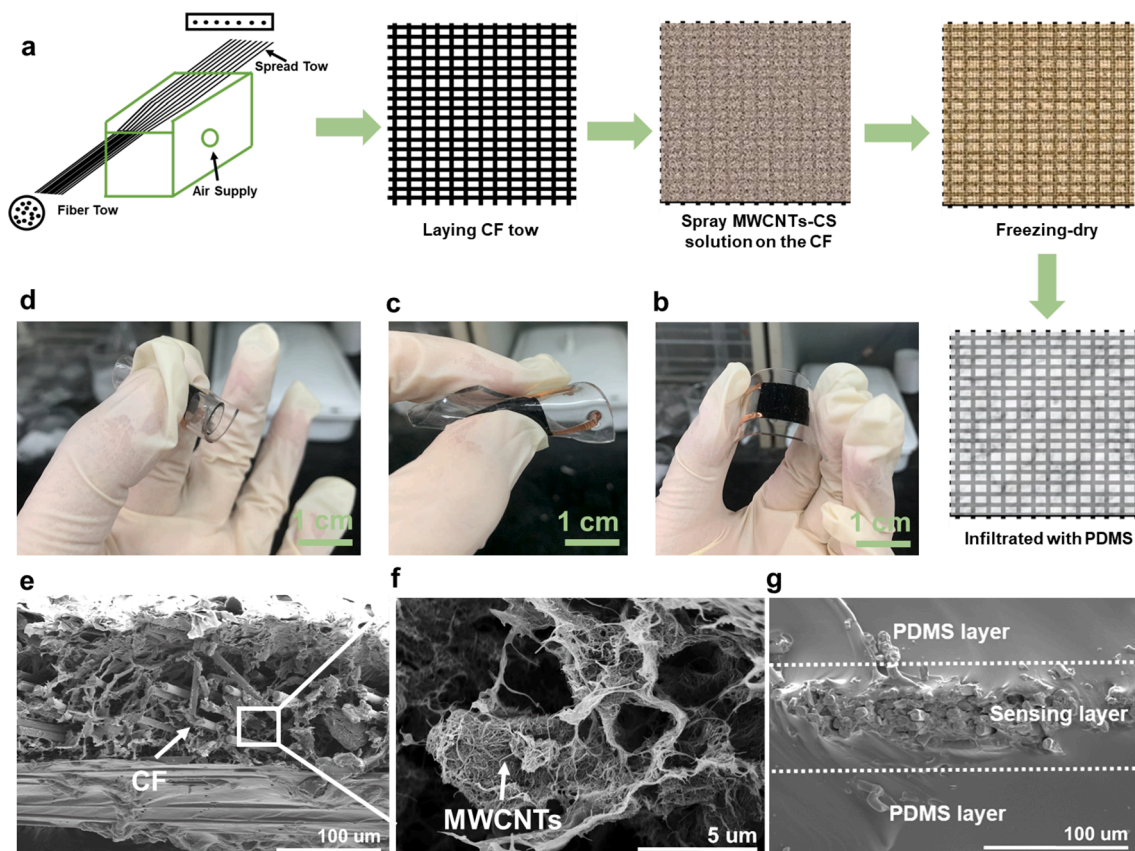 a
Spread Tow
Air Supply
Fiber Tow
Laying CF tow
Spray MWCNTs-CS
solution on the CF
Freezing-dry
Infiltrated with PDMS
d
1 cm
c
1 cm
b
1 cm
e
CF
100 um
f
MWCNTs
5 um
g
PDMS layer
Sensing layer
PDMS layer
100 um